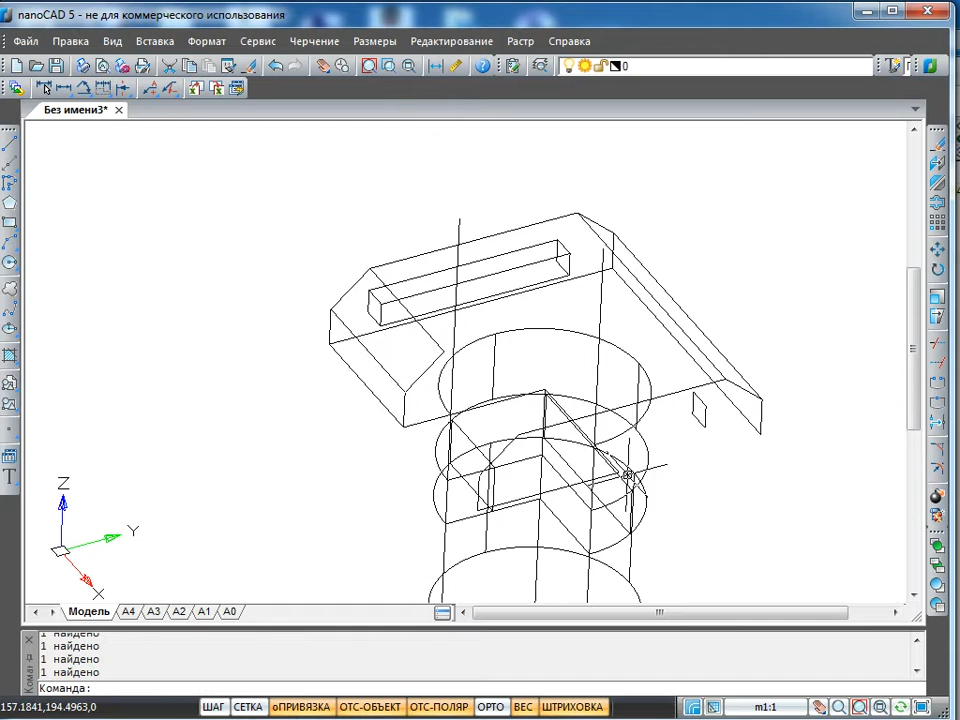 nanoCAD 5 - не для коммерческого использования
Файл Правка Вид Вставка Формат Сервис Черчение Размеры Редактирование Растр Справка
0
Без имени3*
Z
Y
X
Модель A4 A3 A2 A1 A0
1 найдено
1 найдено
1 найдено
1 найдено
Команда:
157.1841,194.4963,0 ШАГ СЕТКА оПРИВЯЗКА ОТС-ОБЪЕКТ ОТС-ПОЛЯР ОРТО ВЕС ШТРИХОВКА m1:1